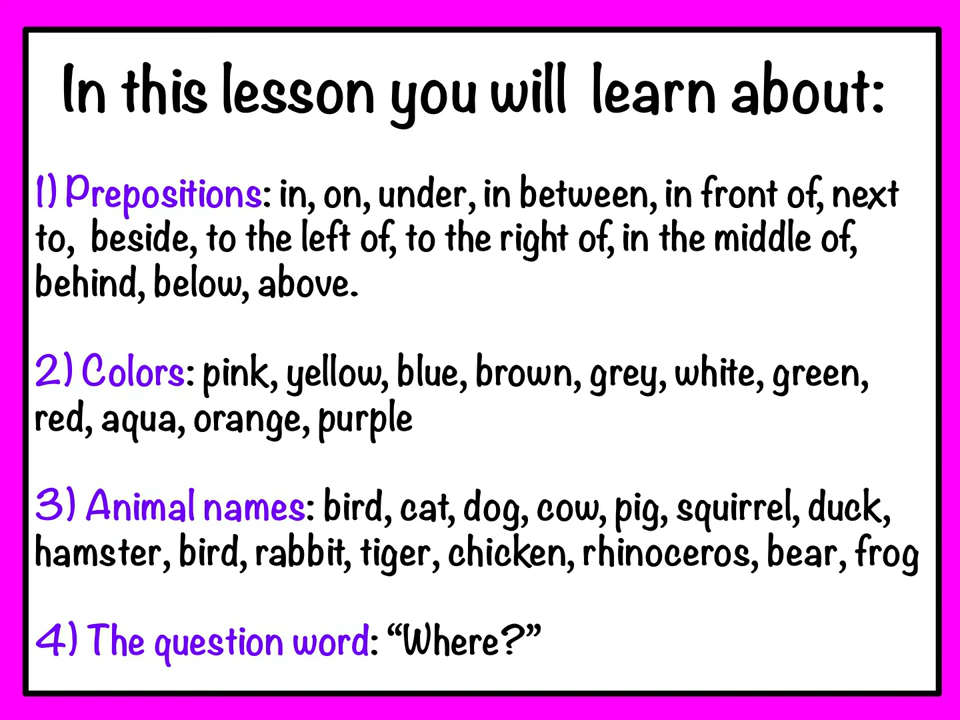 In this lesson you will learn about:
1) Prepositions: in, on, under, in between, in front of, next
to, beside, to the left of, to the right of, in the middle of,
behind, below, above.
2) Colors: pink, yellow, blue, brown, grey, white, green,
red, aqua, orange, purple
3) Animal names: bird, cat, dog, cow, pig, squirrel, duck,
hamster, bird, rabbit, tiger, chicken, rhinoceros, bear, frog
4) The question word: “Where?”